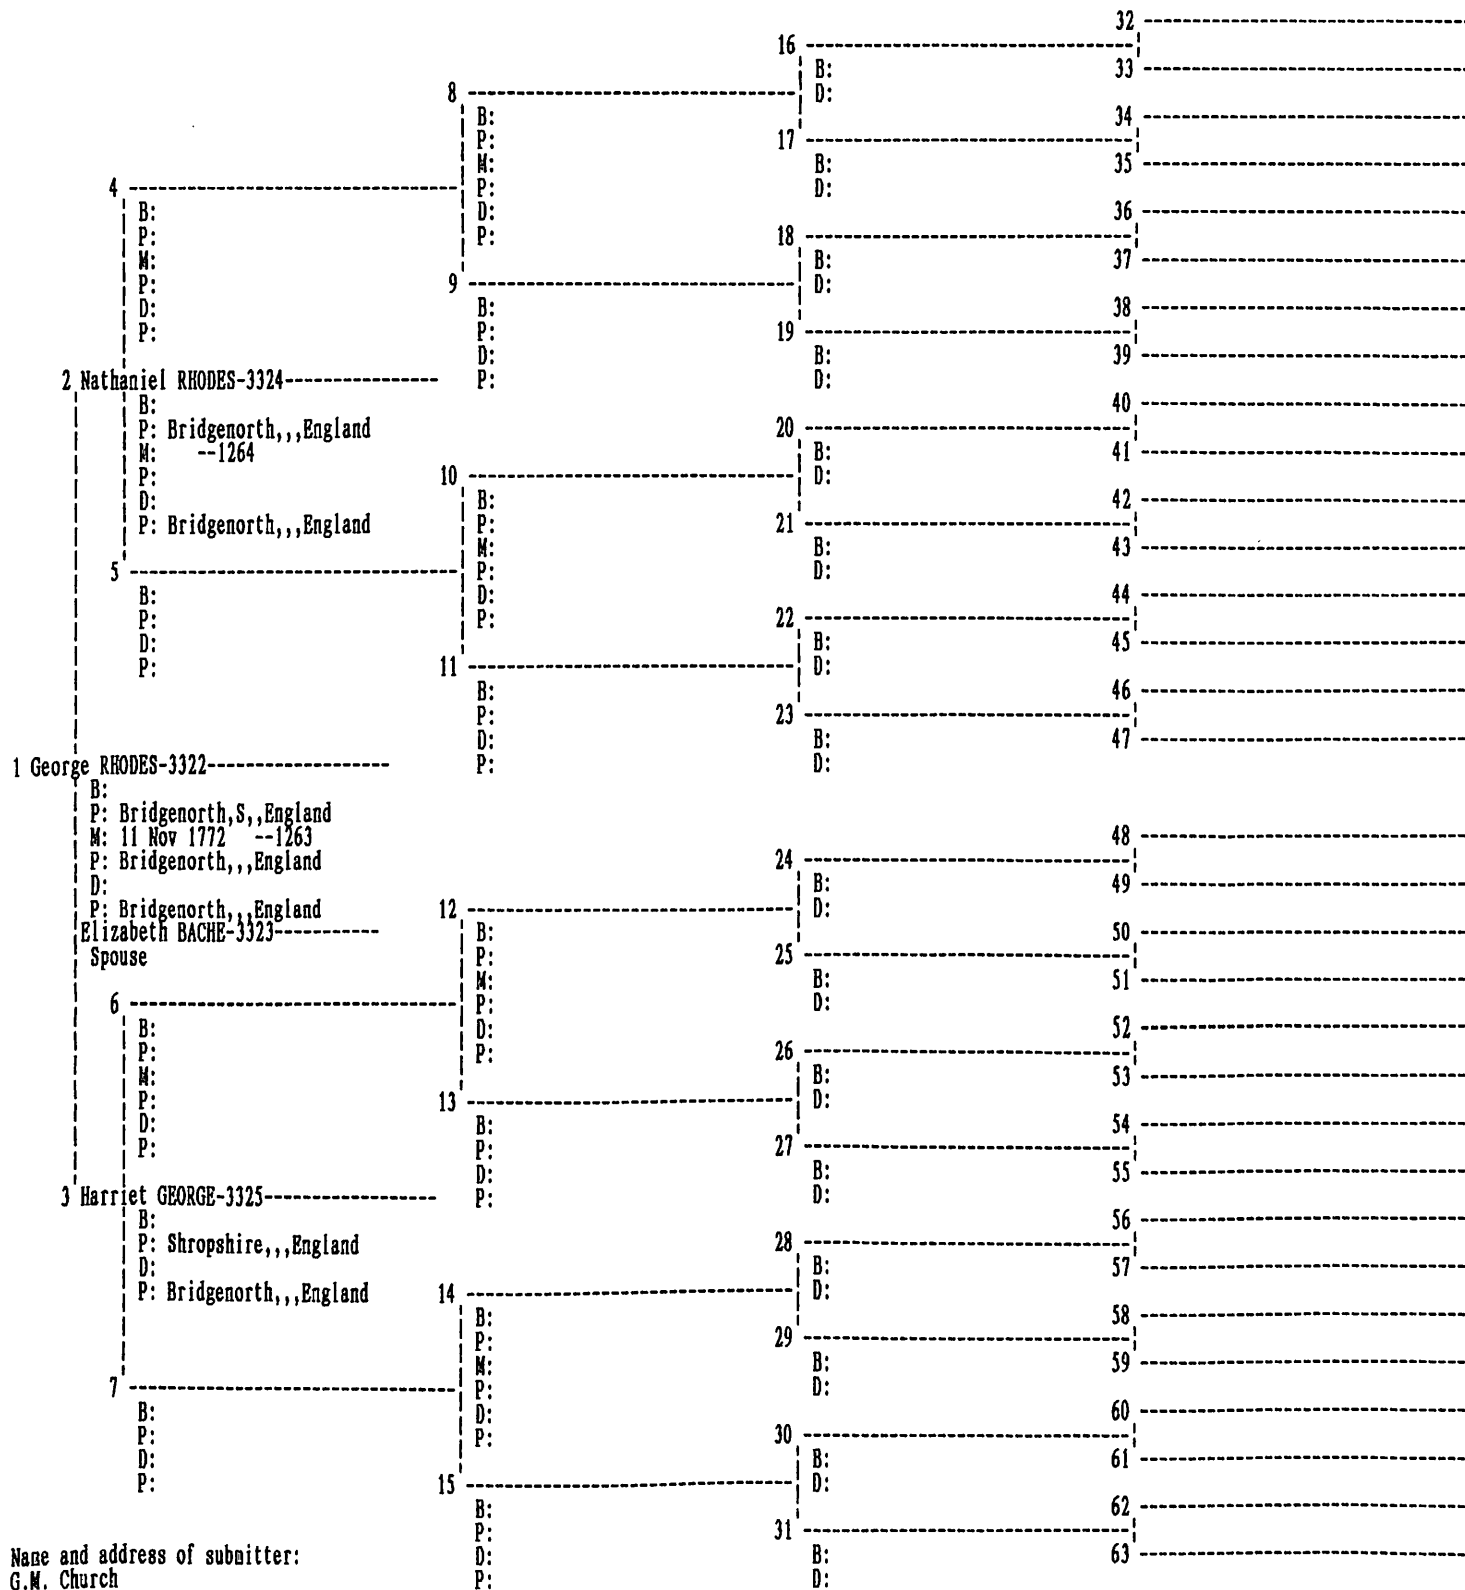 4
B:
P:
M:
P:
D:
P:
2 Nathaniel RHODES-3324
B:
P: Bridgenorth,,,England
M: --1264
P:
D:
P: Bridgenorth,,,England
5
B:
P:
D:
P:
1 George RHODES-3322
B:
P: Bridgenorth,S,,England
M: 11 Nov 1772 --1263
P: Bridgenorth,,,England
D:
P: Bridgenorth,,,England
Elizabeth BACHE-3323
Spouse
6
B:
P:
M:
P:
D:
P:
3 Harriet GEORGE-3325
B:
P: Shropshire,,,England
D:
P: Bridgenorth,,,England
7
B:
P:
D:
P:
Name and address of submitter:
G.M. Church
8
B:
P:
M:
P:
D:
P:
9
B:
P:
D:
P:
10
B:
P:
M:
P:
D:
P:
11
B:
P:
D:
P:
12
B:
P:
M:
P:
D:
P:
13
B:
P:
D:
P:
14
B:
P:
M:
P:
D:
P:
15
B:
P:
D:
P:
16
B:
D:
17
B:
D:
18
B:
D:
19
B:
D:
20
B:
D:
21
B:
D:
22
B:
D:
23
B:
D:
24
B:
D:
25
B:
D:
26
B:
D:
27
B:
D:
28
B:
D:
29
B:
D:
30
B:
D:
31
B:
D:
32
33
34
35
36
37
38
39
40
41
42
43
44
45
46
47
48
49
50
51
52
53
54
55
56
57
58
59
60
61
62
63